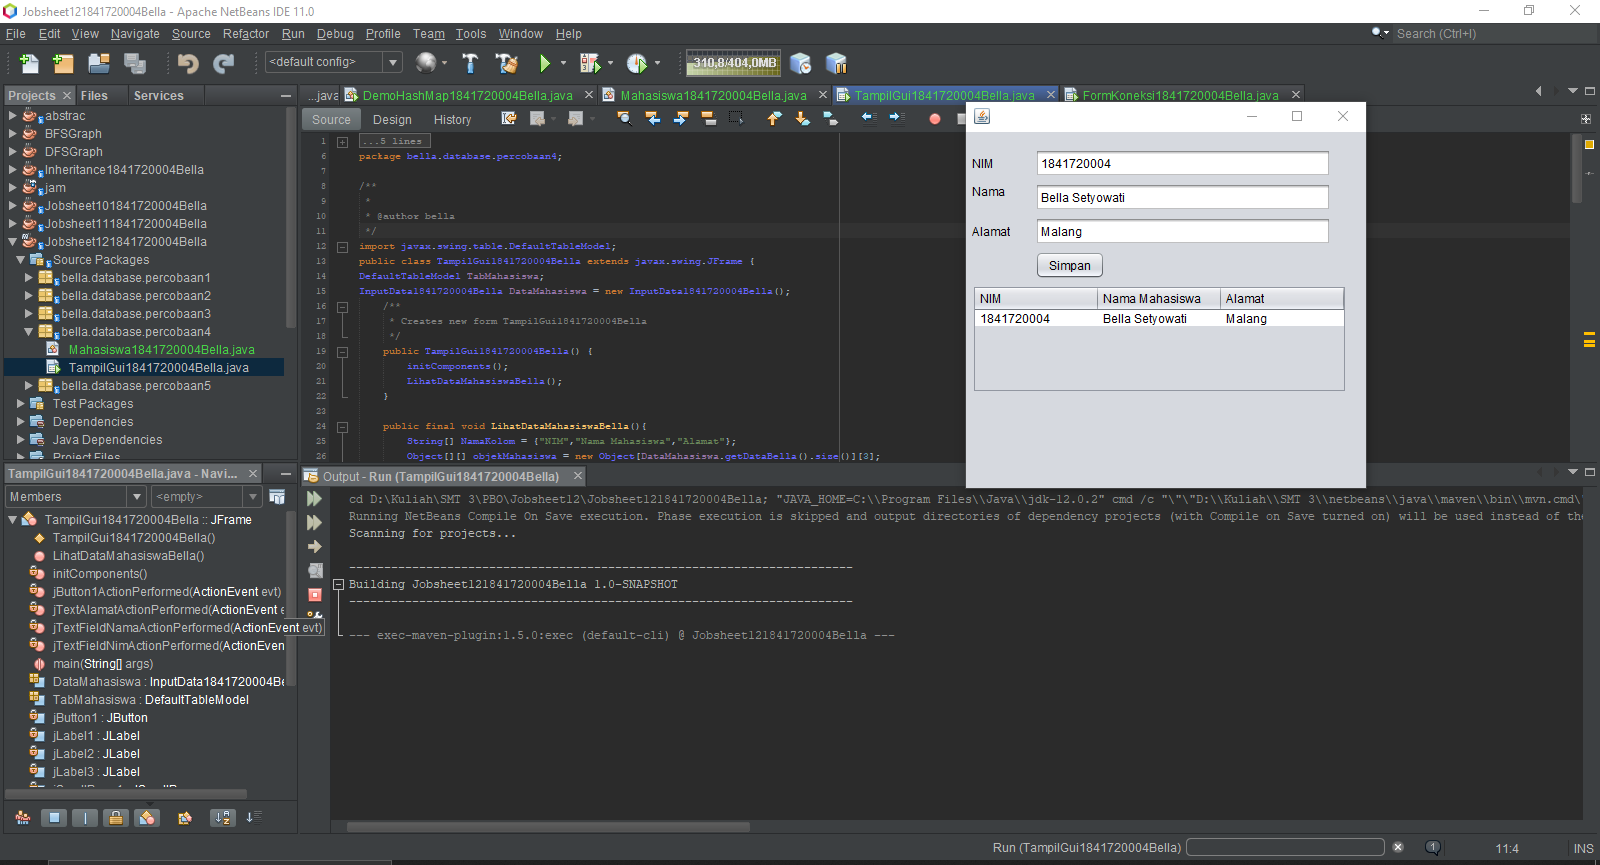 Jobsheet121841720004Bella - Apache NetBeans IDE 11.0
File Edit View Navigate Source Refactor Run Debug Profile Team Tools Window Help
Search (Ctrl+I)
<default config>
310,8/404,0MB
Projects Files Services
...java DemoHashMap1841720004Bella.java Mahasiswa1841720004Bella.java TampilGui1841720004Bella.java FormKoneksi1841720004Bella.java
Source Design History
abstrac
BFSGraph
DFSGraph
Inheritance1841720004Bella
jam
Jobsheet101841720004Bella
Jobsheet111841720004Bella
Jobsheet121841720004Bella
Source Packages
bella.database.percobaan1
bella.database.percobaan2
bella.database.percobaan3
bella.database.percobaan4
Mahasiswa1841720004Bella.java
TampilGui1841720004Bella.java
bella.database.percobaan5
Test Packages
Dependencies
Java Dependencies
Project Files
1 ...5 lines
6 package bella.database.percobaan4;
7
8 /**
9 *
10 * @author bella
11 */
12 import javax.swing.table.DefaultTableModel;
13 public class TampilGui1841720004Bella extends javax.swing.JFrame {
14 DefaultTableModel TabMahasiswa;
15 InputData1841720004Bella DataMahasiswa = new InputData1841720004Bella();
16 /**
17 * Creates new form TampilGui1841720004Bella
18 */
19 public TampilGui1841720004Bella() {
20 initComponents();
21 LihatDataMahasiswaBella();
22 }
23
24 public final void LihatDataMahasiswaBella(){
25 String[] NamaKolom = {"NIM","Nama Mahasiswa","Alamat"};
26 Object[][] objekMahasiswa = new Object[DataMahasiswa.getDataBella().size()][3];
NIM 1841720004
Nama Bella Setyowati
Alamat Malang
Simpan
NIM Nama Mahasiswa Alamat
1841720004 Bella Setyowati Malang
TampilGui1841720004Bella.java - Navi...
Members <empty>
TampilGui1841720004Bella :: JFrame
TampilGui1841720004Bella()
LihatDataMahasiswaBella()
initComponents()
jButton1ActionPerformed(ActionEvent evt)
jTextAlamatActionPerformed(ActionEvent e
jTextFieldNamaActionPerformed(ActionEvent evt)
jTextFieldNimActionPerformed(ActionEven
main(String[] args)
DataMahasiswa : InputData1841720004Be
TabMahasiswa : DefaultTableModel
jButton1 : JButton
jLabel1 : JLabel
jLabel2 : JLabel
jLabel3 : JLabel
Output - Run (TampilGui1841720004Bella)
cd D:\Kuliah\SMT 3\PBO\Jobsheet12\Jobsheet121841720004Bella; "JAVA_HOME=C:\\Program Files\\Java\\jdk-12.0.2" cmd /c "\"\"D:\\Kuliah\\SMT 3\\netbeans\\java\\maven\\bin\\mvn.cmd\
Running NetBeans Compile On Save execution. Phase execution is skipped and output directories of dependency projects (with Compile on Save turned on) will be used instead of the
Scanning for projects...
------------------------------------------------------------------------
Building Jobsheet121841720004Bella 1.0-SNAPSHOT
------------------------------------------------------------------------
--- exec-maven-plugin:1.5.0:exec (default-cli) @ Jobsheet121841720004Bella ---
Run (TampilGui1841720004Bella) 1 11:4 INS